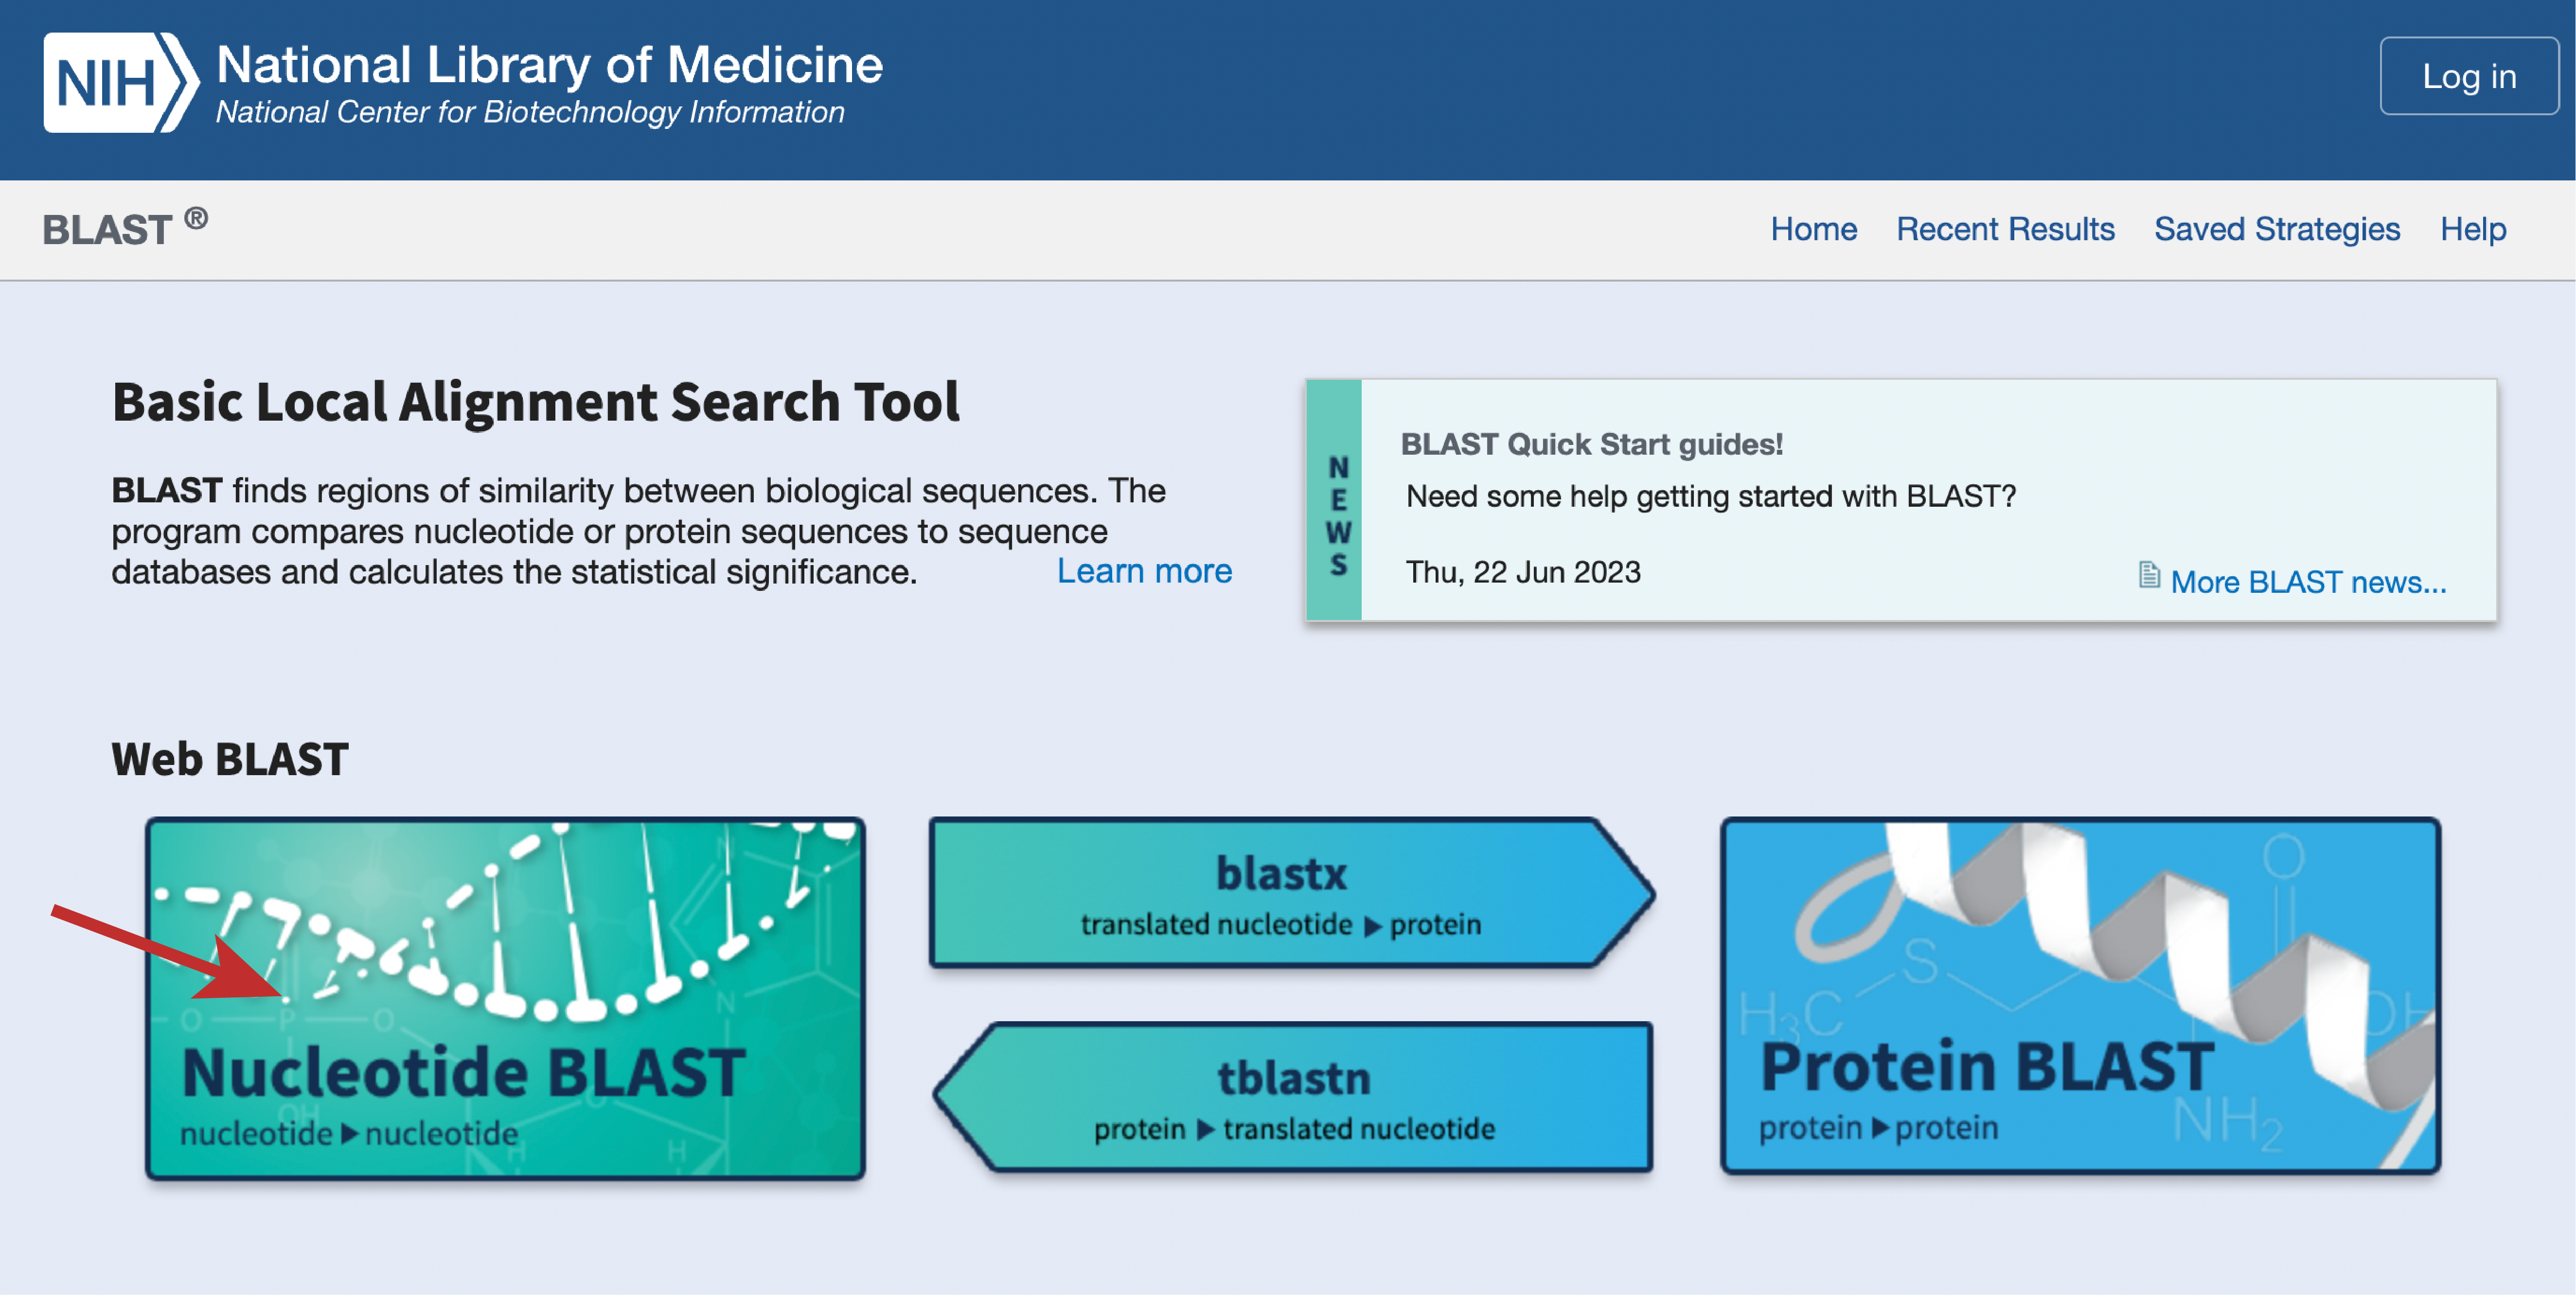 NIH National Library of Medicine
National Center for Biotechnology Information
Log in
BLAST ®
Home Recent Results Saved Strategies Help
Basic Local Alignment Search Tool
BLAST finds regions of similarity between biological sequences. The
program compares nucleotide or protein sequences to sequence
databases and calculates the statistical significance. Learn more
NEWS
BLAST Quick Start guides!
Need some help getting started with BLAST?
Thu, 22 Jun 2023
More BLAST news...
Web BLAST
N
N
O P O
Nucleotide BLAST
OH
O
nucleotide ▶ nucleotide
H H
blastx
translated nucleotide ▶ protein
tblastn
protein ▶ translated nucleotide
O
S
H3C
OH
Protein BLAST
protein ▶ protein
NH2